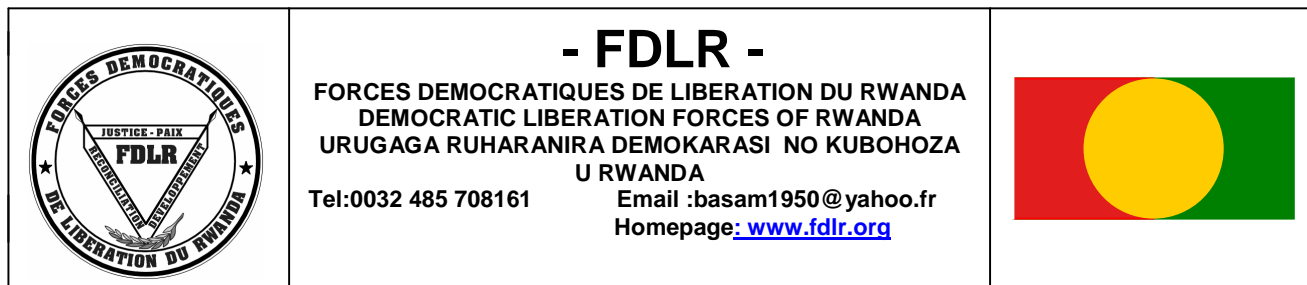 FORCES DEMOCRATIQUES
DE LIBERATION DU RWANDA
JUSTICE - PAIX
FDLR
RECONCILIATION
DEVELOPPEMENT
- FDLR -
FORCES DEMOCRATIQUES DE LIBERATION DU RWANDA
DEMOCRATIC LIBERATION FORCES OF RWANDA
URUGAGA RUHARANIRA DEMOKARASI NO KUBOHOZA
U RWANDA
Tel:0032 485 708161 Email :basam1950@yahoo.fr
Homepage: www.fdlr.org